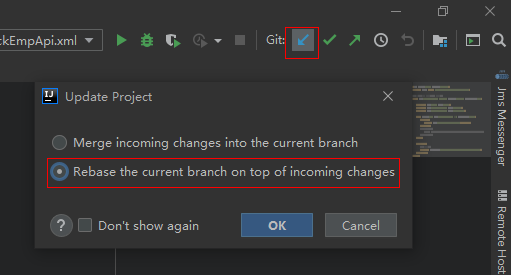 ckEmpApi.xml
Git:
Update Project
Merge incoming changes into the current branch
Rebase the current branch on top of incoming changes
? Don't show again
OK
Cancel
Jms Messenger
Remote Host